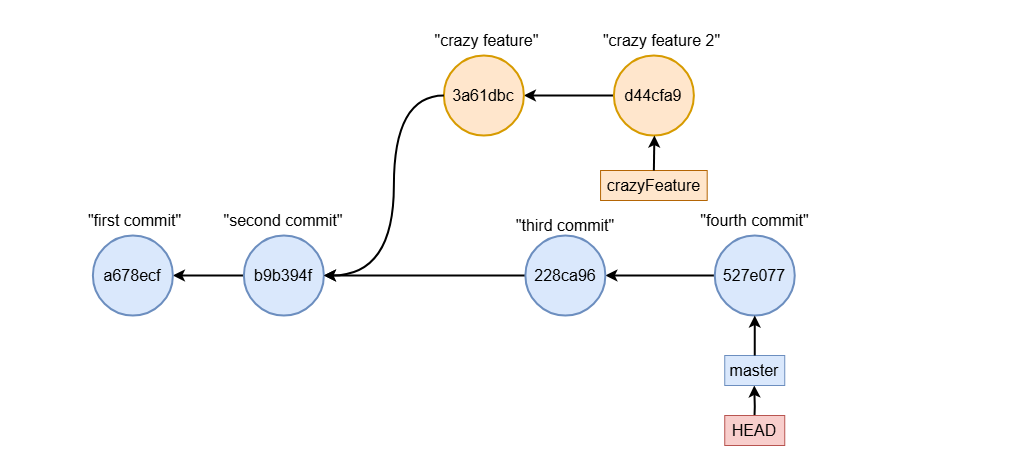 "crazy feature"
"crazy feature 2"
3a61dbc
d44cfa9
crazyFeature
"first commit"
"second commit"
"third commit"
"fourth commit"
a678ecf
b9b394f
228ca96
527e077
master
HEAD